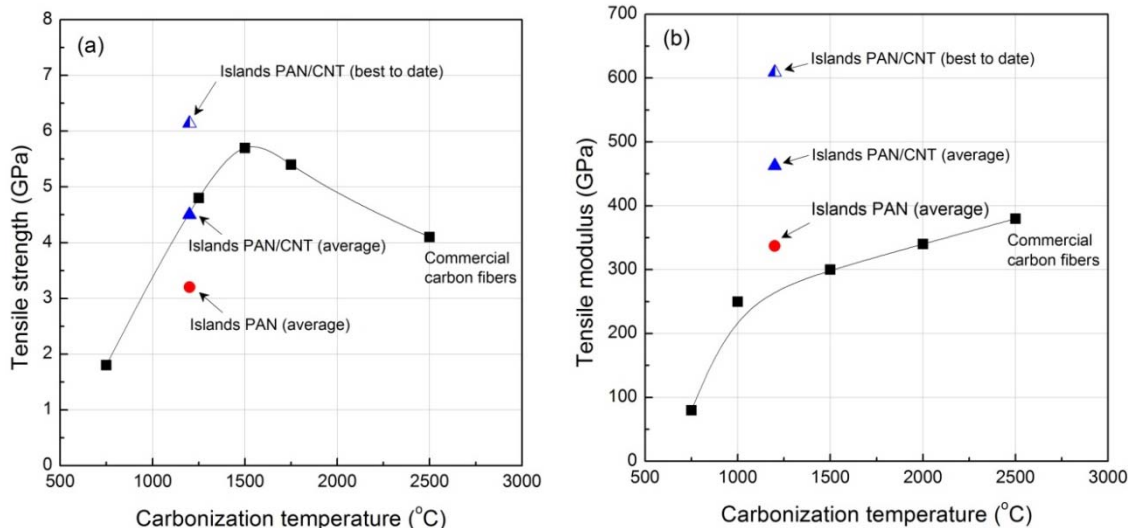 (a)
Tensile strength (GPa)
8
7
6
5
4
3
2
1
0
Islands PAN/CNT (best to date)
Islands PAN/CNT (average)
Islands PAN (average)
Commercial
carbon fibers
500 1000 1500 2000 2500 3000
Carbonization temperature (°C)
(b)
Tensile modulus (GPa)
700
600
500
400
300
200
100
0
Islands PAN/CNT (best to date)
Islands PAN/CNT (average)
Islands PAN (average)
Commercial
carbon fibers
500 1000 1500 2000 2500 3000
Carbonization temperature (°C)